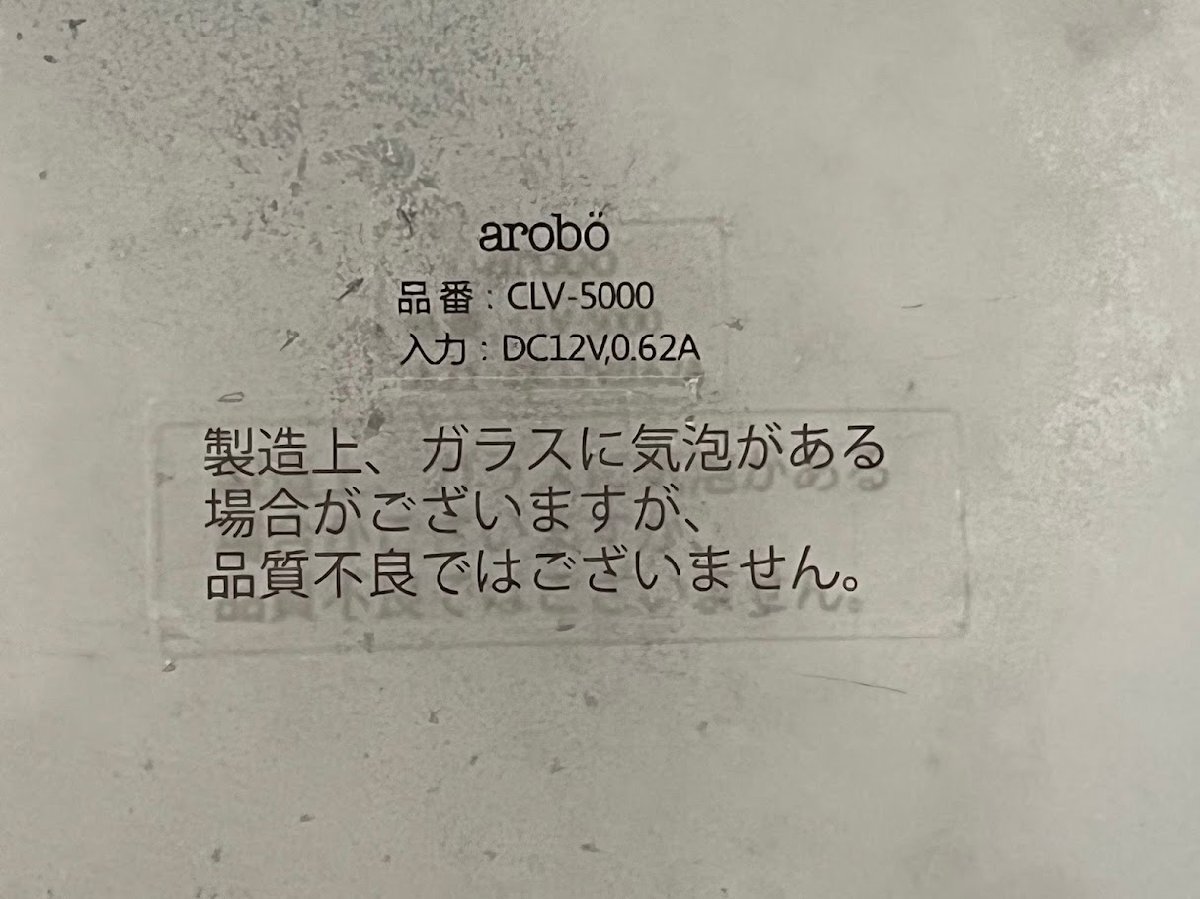 arobö
品番：CLV-5000
入力：DC12V,0.62A
製造上、ガラスに気泡がある
場合がございますが、
品質不良ではございません。